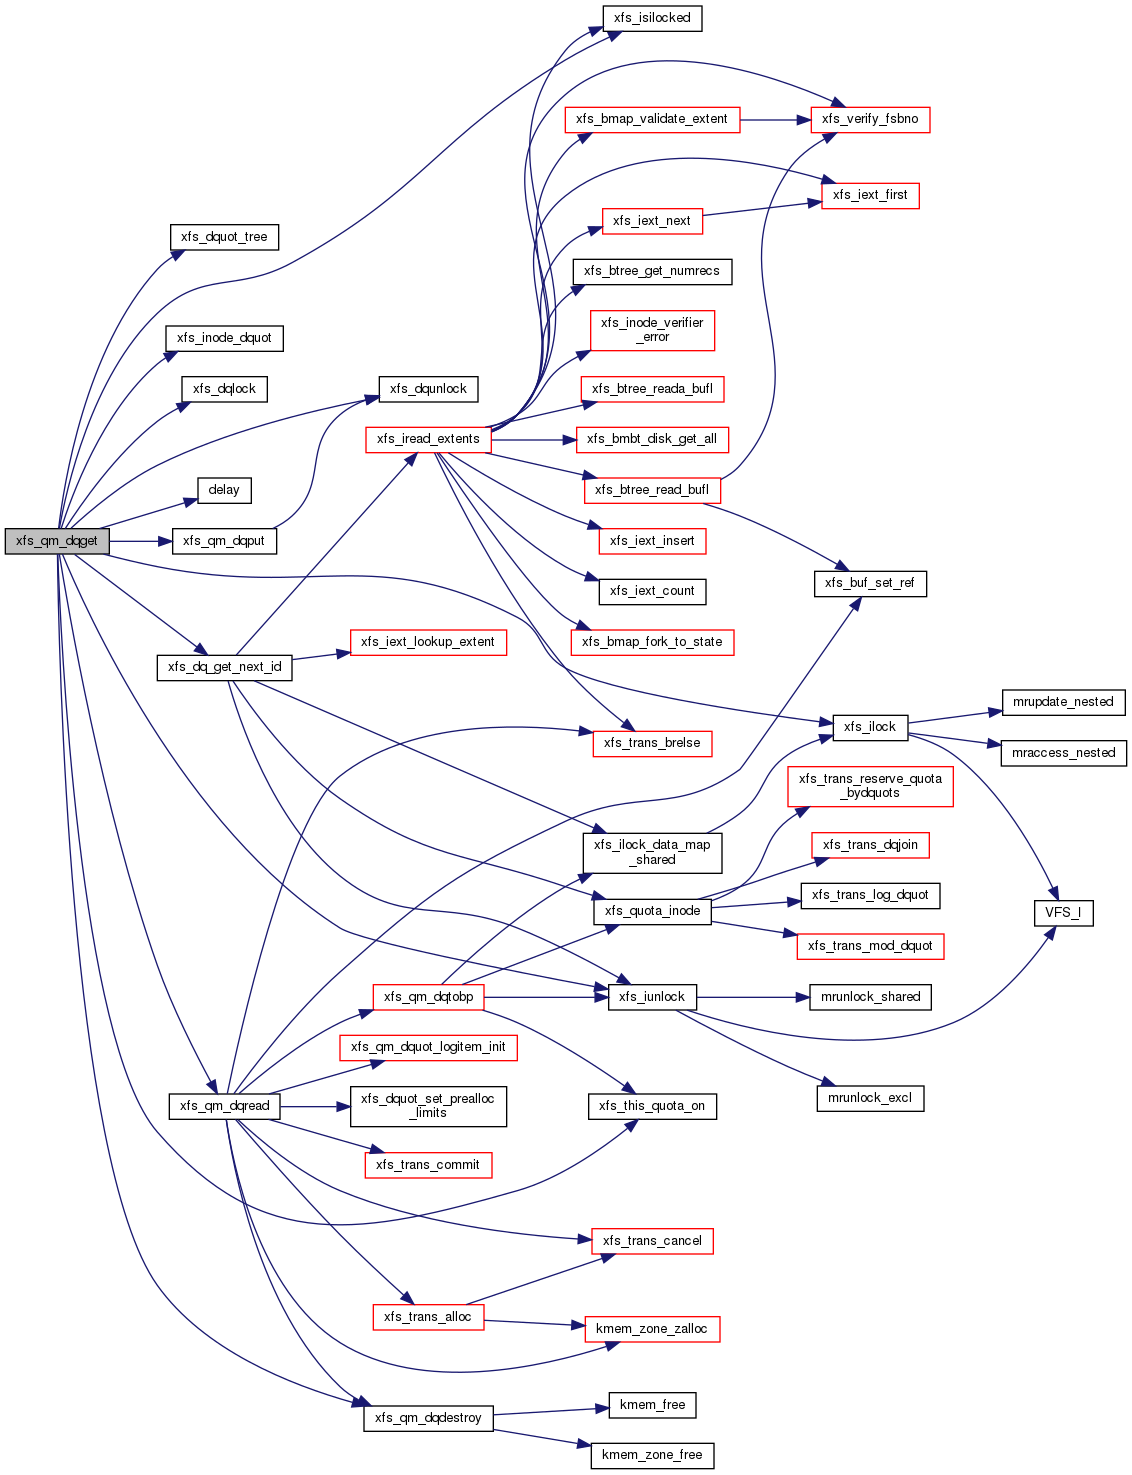 xfs_isilocked
xfs_bmap_validate_extent
xfs_verify_fsbno
xfs_iext_first
xfs_iext_next
xfs_dquot_tree
xfs_btree_get_numrecs
xfs_inode_verifier
_error
xfs_inode_dquot
xfs_dqlock
xfs_dqunlock
xfs_btree_reada_bufl
xfs_iread_extents
xfs_bmbt_disk_get_all
delay
xfs_btree_read_bufl
xfs_qm_dqget
xfs_qm_dqput
xfs_iext_insert
xfs_buf_set_ref
xfs_iext_count
xfs_iext_lookup_extent
xfs_bmap_fork_to_state
xfs_dq_get_next_id
mrupdate_nested
xfs_ilock
xfs_trans_brelse
mraccess_nested
xfs_trans_reserve_quota
_bydquots
xfs_ilock_data_map
_shared
xfs_trans_dqjoin
xfs_trans_log_dquot
xfs_quota_inode
VFS_I
xfs_trans_mod_dquot
xfs_qm_dqtobp
xfs_iunlock
mrunlock_shared
xfs_qm_dquot_logitem_init
mrunlock_excl
xfs_qm_dqread
xfs_dquot_set_prealloc
_limits
xfs_this_quota_on
xfs_trans_commit
xfs_trans_cancel
xfs_trans_alloc
kmem_zone_zalloc
kmem_free
xfs_qm_dqdestroy
kmem_zone_free